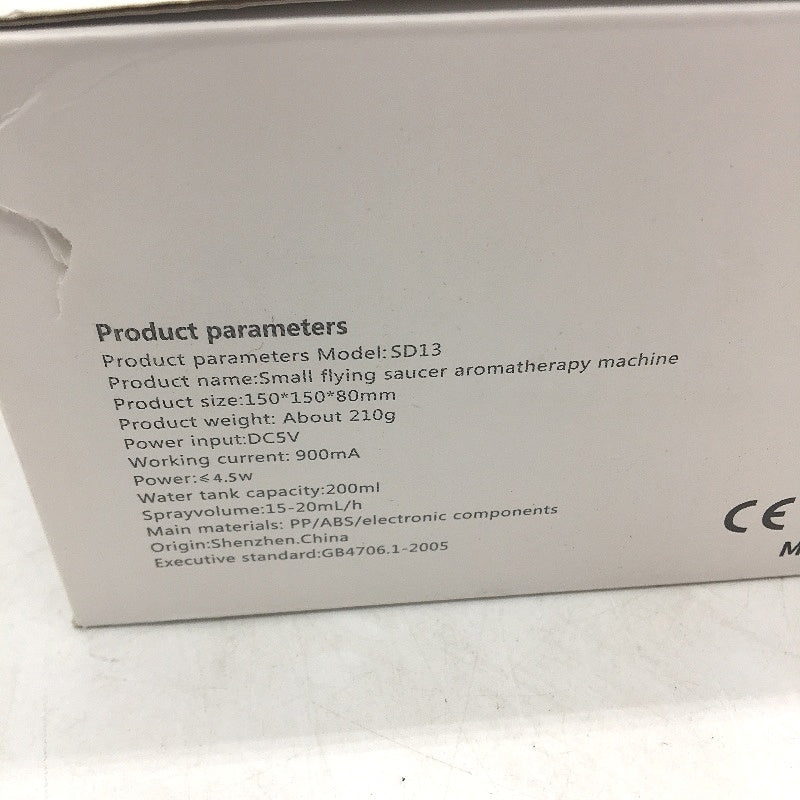 Product parameters
Product parameters Model:SD13
Product name:Small flying saucer aromatherapy machine
Product size:150*150*80mm
Product weight: About 210g
Power input:DC5V
Working current: 900mA
Power:≤4.5W
Water tank capacity:200ml
Sprayvolume:15-20mL/h
Main materials: PP/ABS/electronic components
Origin:Shenzhen.China
Executive standard:GB4706.1-2005
CE